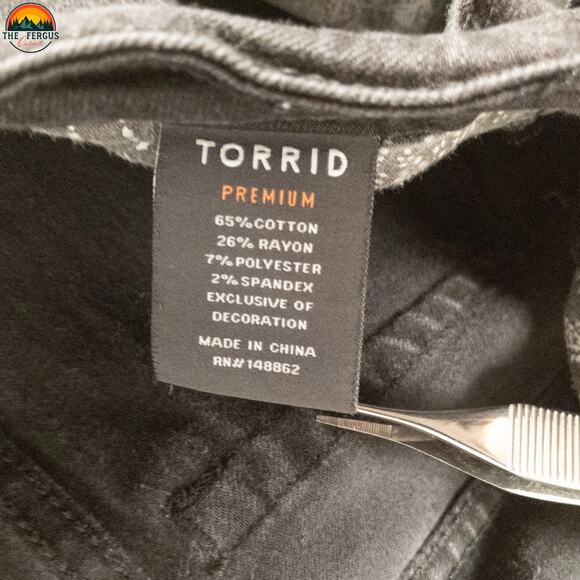 THE FERGUS
TORRID
PREMIUM
65% COTTON
26% RAYON
7% POLYESTER
2% SPANDEX
EXCLUSIVE OF
DECORATION
MADE IN CHINA
RN# 148862